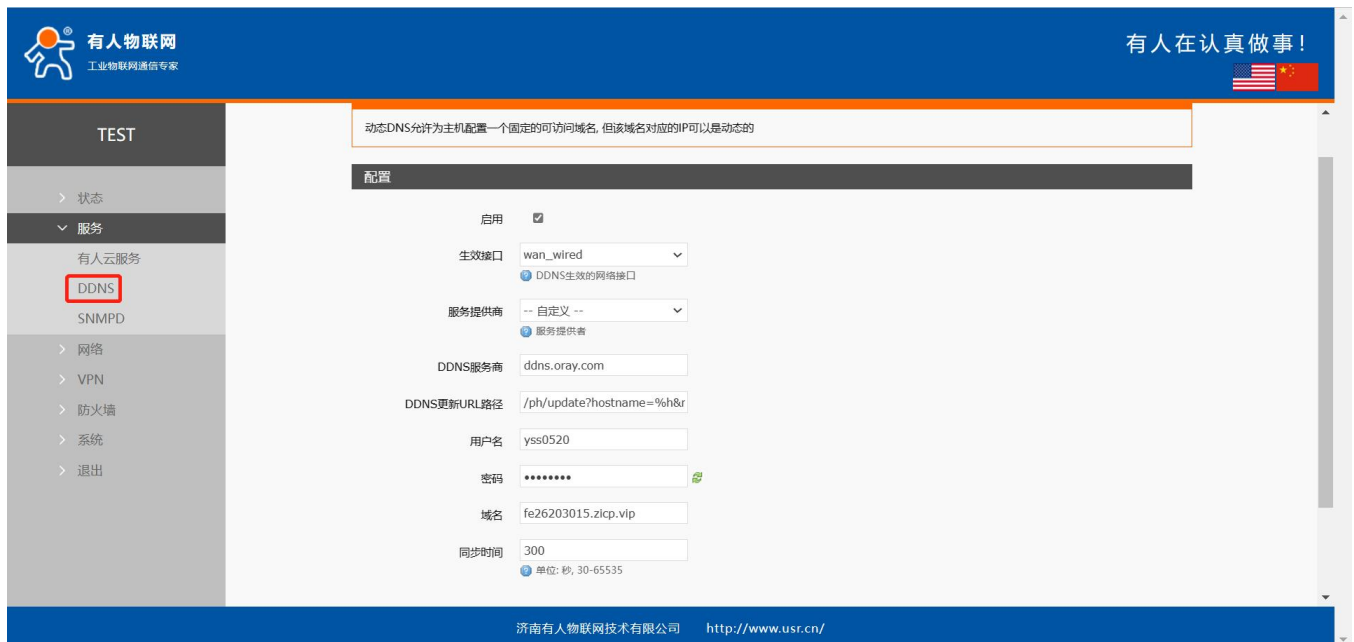 有人物联网
工业物联网通信专家
有人在认真做事!
TEST
状态
服务
有人云服务
DDNS
SNMPD
网络
VPN
防火墙
系统
退出
动态DNS允许为主机配置一个固定的可访问域名, 但该域名对应的IP可以是动态的
配置
启用
生效接口 wan_wired
DDNS生效的网络接口
服务提供商 -- 自定义 --
服务提供者
DDNS服务商 ddns.oray.com
DDNS更新URL路径 /ph/update?hostname=%h&r
用户名 yss0520
密码 ••••••••
域名 fe26203015.zicp.vip
同步时间 300
单位: 秒, 30-65535
济南有人物联网技术有限公司 http://www.usr.cn/